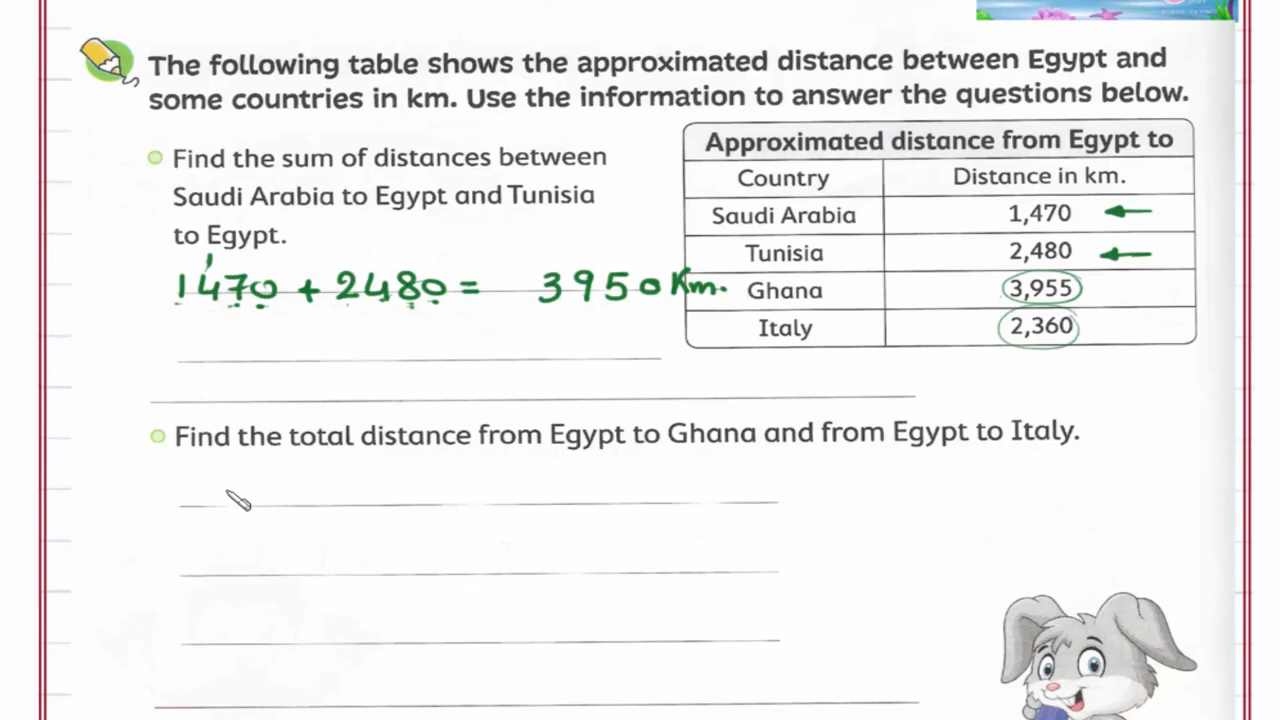 The following table shows the approximated distance between Egypt and
some countries in km. Use the information to answer the questions below.
Find the sum of distances between
Saudi Arabia to Egypt and Tunisia
to Egypt.
1
1470 + 2480 = 3950 Km.
Approximated distance from Egypt to
Country Distance in km.
Saudi Arabia 1,470
Tunisia 2,480
Ghana 3,955
Italy 2,360
Find the total distance from Egypt to Ghana and from Egypt to Italy.